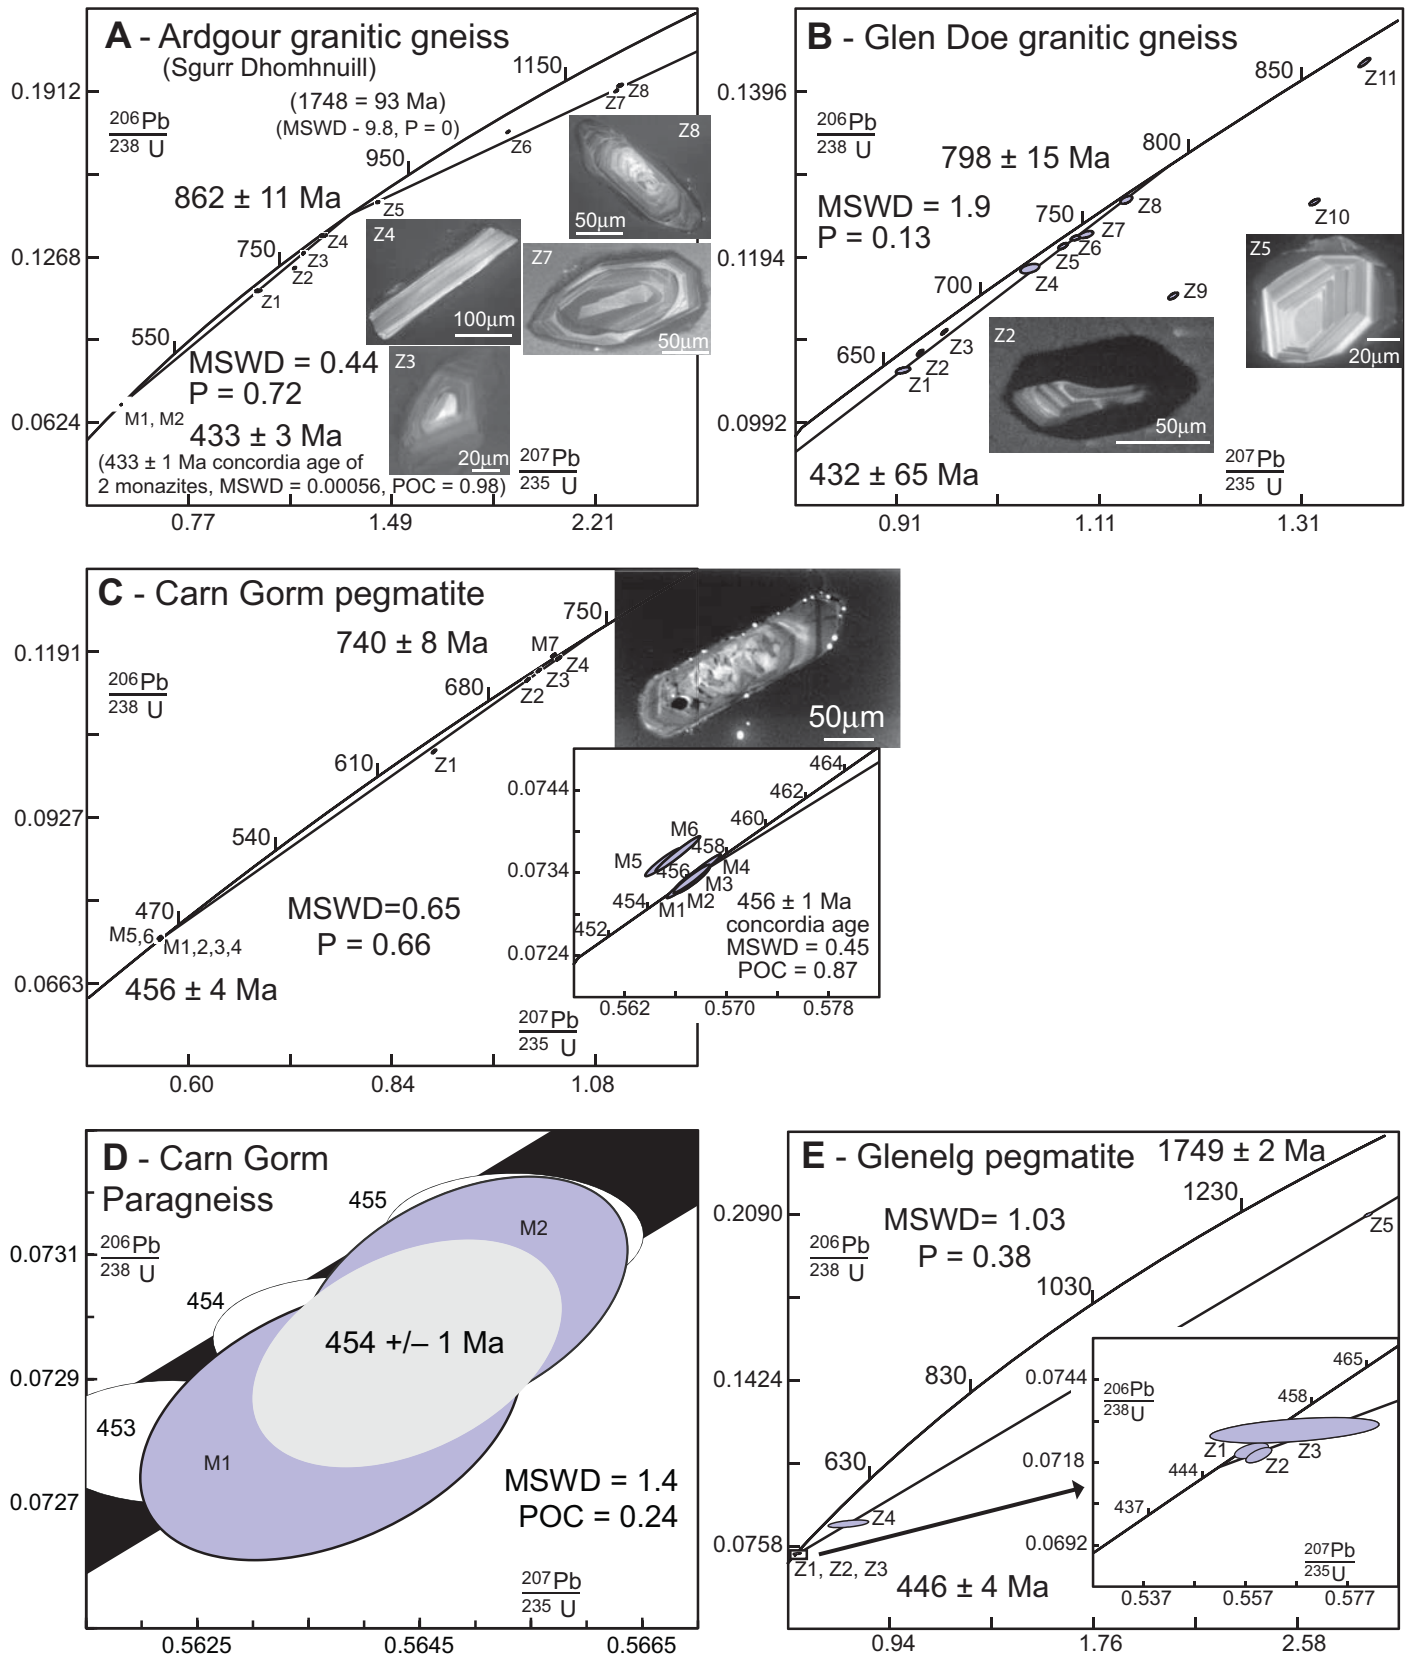 A - Ardgour granitic gneiss
(Sgurr Dhomhnuill)
1150
0.1912
(1748 = 93 Ma)
(MSWD - 9.8, P = 0)
206Pb
238 U
Z8
Z7
Z6
Z8
50µm
950
862 ± 11 Ma
Z5
Z4
Z4
100µm
Z7
50µm
750
Z3
Z2
0.1268
Z1
550
MSWD = 0.44
P = 0.72
Z3
20µm
M1, M2
0.0624
433 ± 3 Ma
(433 ± 1 Ma concordia age of
2 monazites, MSWD = 0.00056, POC = 0.98)
207Pb
235 U
0.77
1.49
2.21
B - Glen Doe granitic gneiss
850
Z11
0.1396
206Pb
238 U
800
798 ± 15 Ma
MSWD = 1.9
P = 0.13
750
Z8
Z10
Z7
Z6
Z5
Z5
20µm
0.1194
Z4
700
Z9
Z3
650
Z2
Z1
Z2
50µm
0.0992
432 ± 65 Ma
207Pb
235 U
0.91
1.11
1.31
C - Carn Gorm pegmatite
750
740 ± 8 Ma
M7
0.1191
Z4
Z3
Z2
206Pb
238 U
680
50µm
610
Z1
0.0927
540
470
MSWD=0.65
P = 0.66
M5,6
M1,2,3,4
0.0663
456 ± 4 Ma
207Pb
235 U
0.60
0.84
1.08
464
0.0744
462
460
M6
458
M5
456
M4
0.0734
M3
454
M1
M2
456 ± 1 Ma
concordia age
MSWD = 0.45
POC = 0.87
452
0.0724
0.562
0.570
0.578
D - Carn Gorm
Paragneiss
455
M2
0.0731
206Pb
238 U
454
454 +/– 1 Ma
0.0729
453
M1
MSWD = 1.4
POC = 0.24
0.0727
207Pb
235 U
0.5625
0.5645
0.5665
E - Glenelg pegmatite
1749 ± 2 Ma
1230
0.2090
MSWD= 1.03
P = 0.38
Z5
206Pb
238 U
1030
0.1424
830
630
Z4
0.0758
Z1, Z2, Z3
446 ± 4 Ma
0.94
1.76
2.58
465
0.0744
206Pb
238U
458
Z1
Z3
Z2
0.0718
444
437
0.0692
207Pb
235U
0.537
0.557
0.577